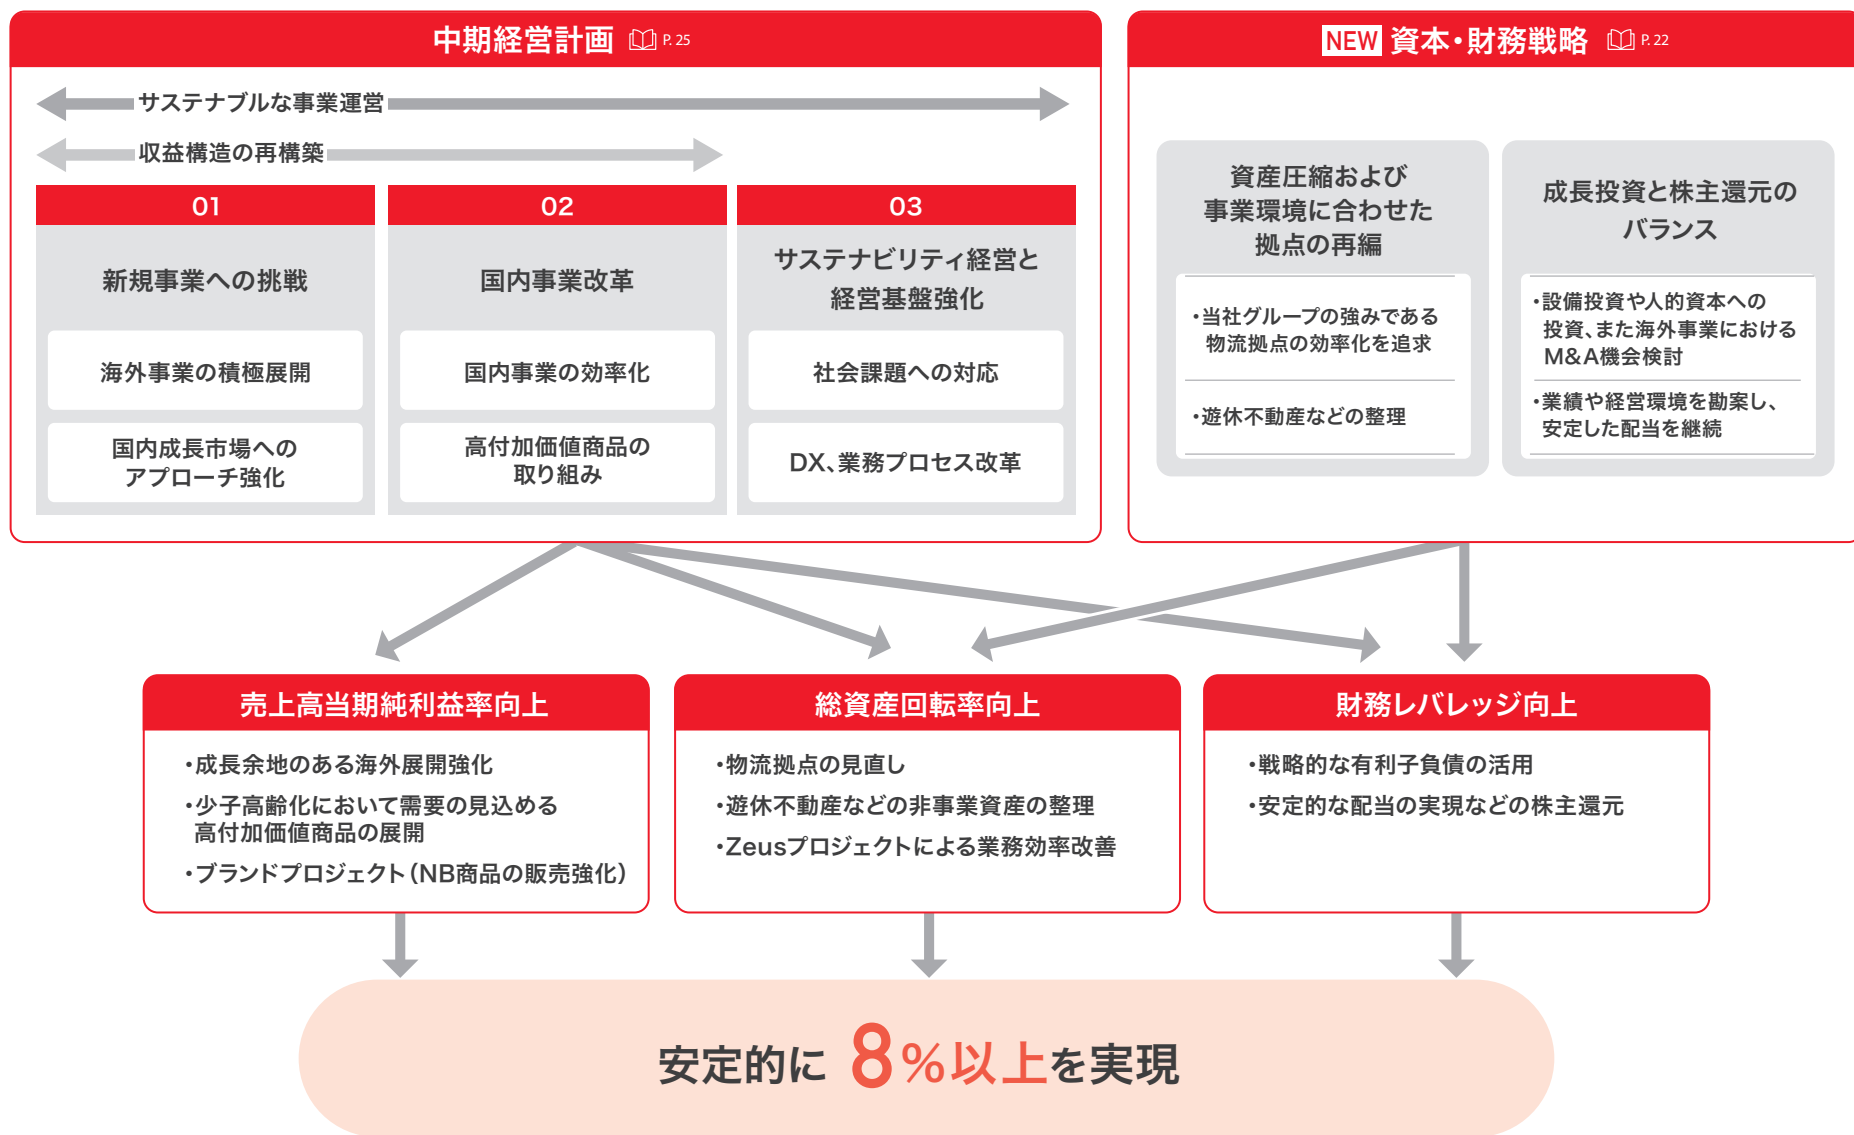 中期経営計画 P. 25
サステナブルな事業運営
収益構造の再構築
01
新規事業への挑戦
海外事業の積極展開
国内成長市場への
アプローチ強化
02
国内事業改革
国内事業の効率化
高付加価値商品の
取り組み
03
サステナビリティ経営と
経営基盤強化
社会課題への対応
DX、業務プロセス改革
NEW 資本・財務戦略 P. 22
資産圧縮および
事業環境に合わせた
拠点の再編
・当社グループの強みである
物流拠点の効率化を追求
・遊休不動産などの整理
成長投資と株主還元の
バランス
・設備投資や人的資本への
投資、また海外事業における
M&A機会検討
・業績や経営環境を勘案し、
安定した配当を継続
売上高当期純利益率向上
・成長余地のある海外展開強化
・少子高齢化において需要の見込める
高付加価値商品の展開
・ブランドプロジェクト（NB商品の販売強化）
総資産回転率向上
・物流拠点の見直し
・遊休不動産などの非事業資産の整理
・Zeusプロジェクトによる業務効率改善
財務レバレッジ向上
・戦略的な有利子負債の活用
・安定的な配当の実現などの株主還元
安定的に 8%以上を実現